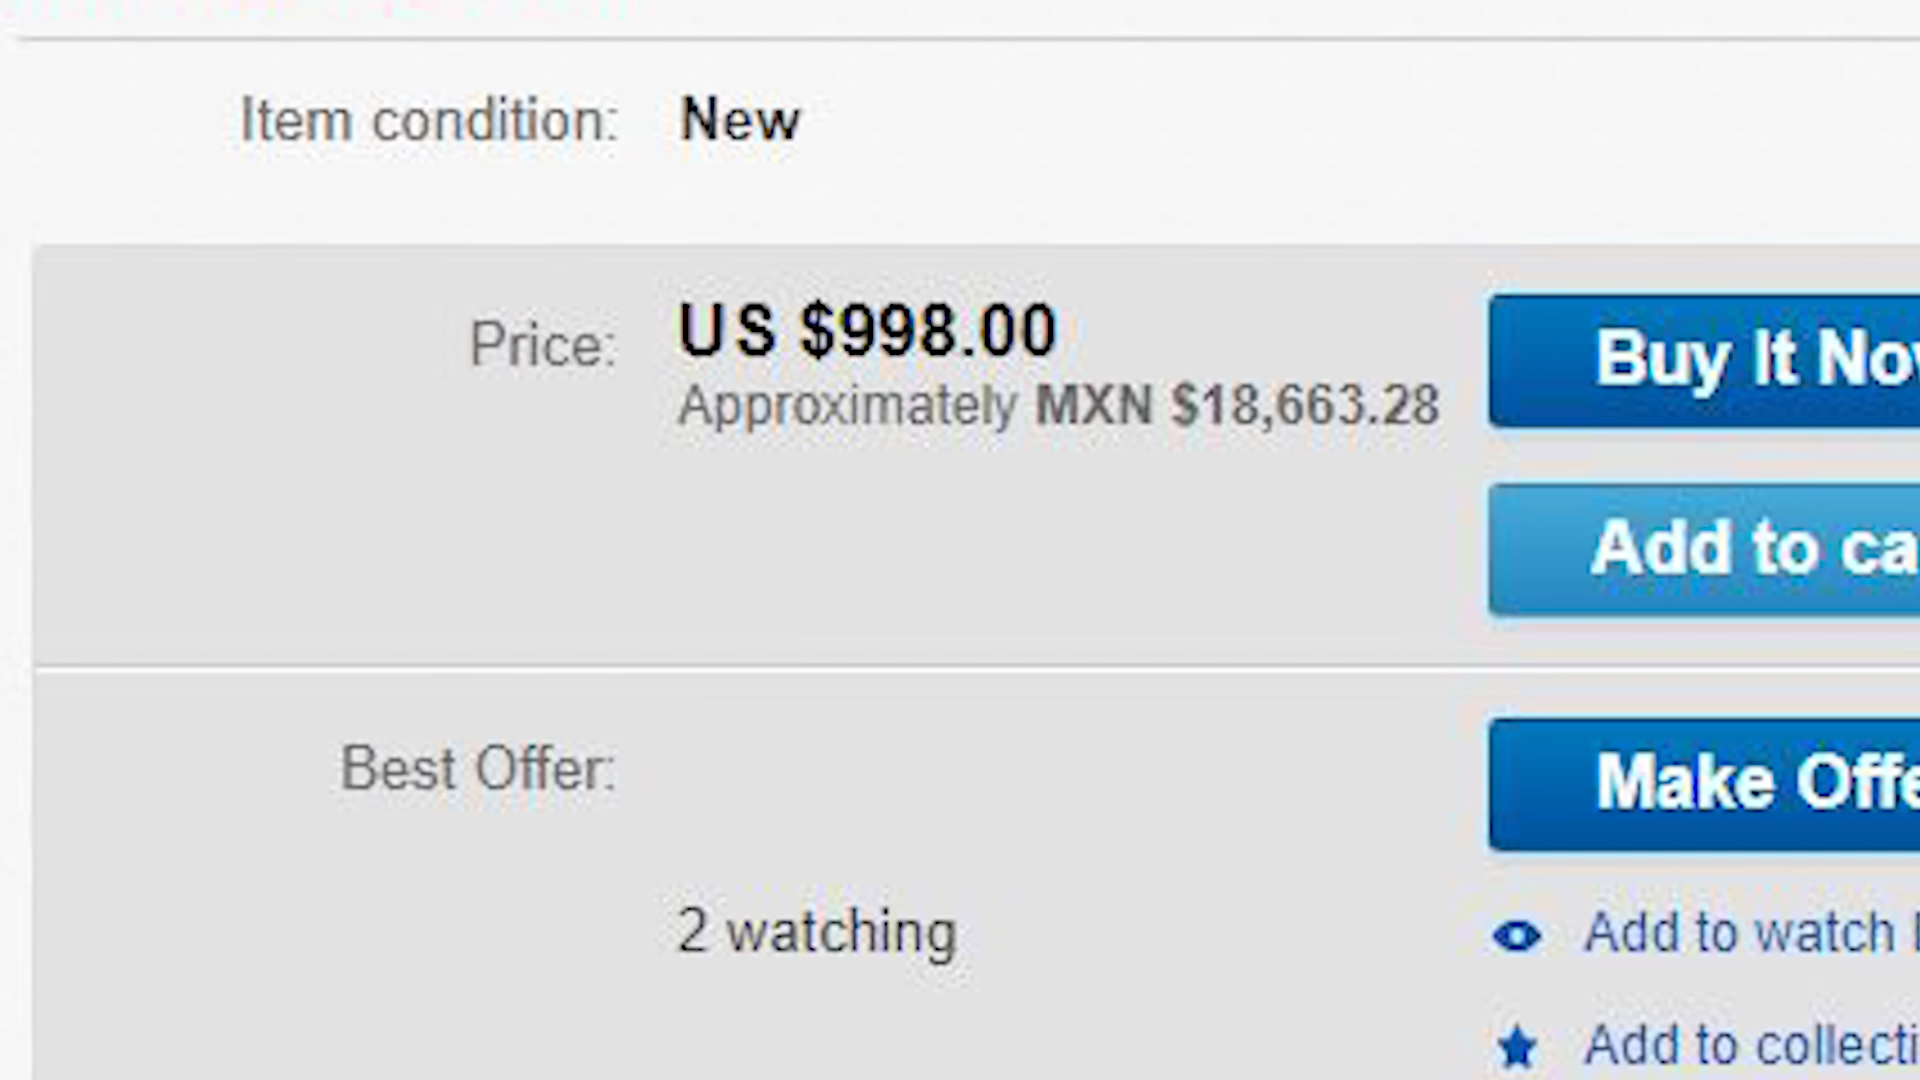 Item condition: New
Price: US $998.00
Buy It Nov
Approximately MXN $18,663.28
Add to ca
Best Offer:
Make Offe
2 watching
Add to watch
Add to collecti